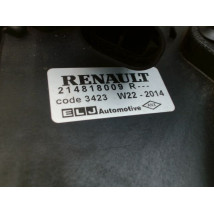 RENAULT
214818009 R---
code 3423 W22-2014
ELJ Automotive